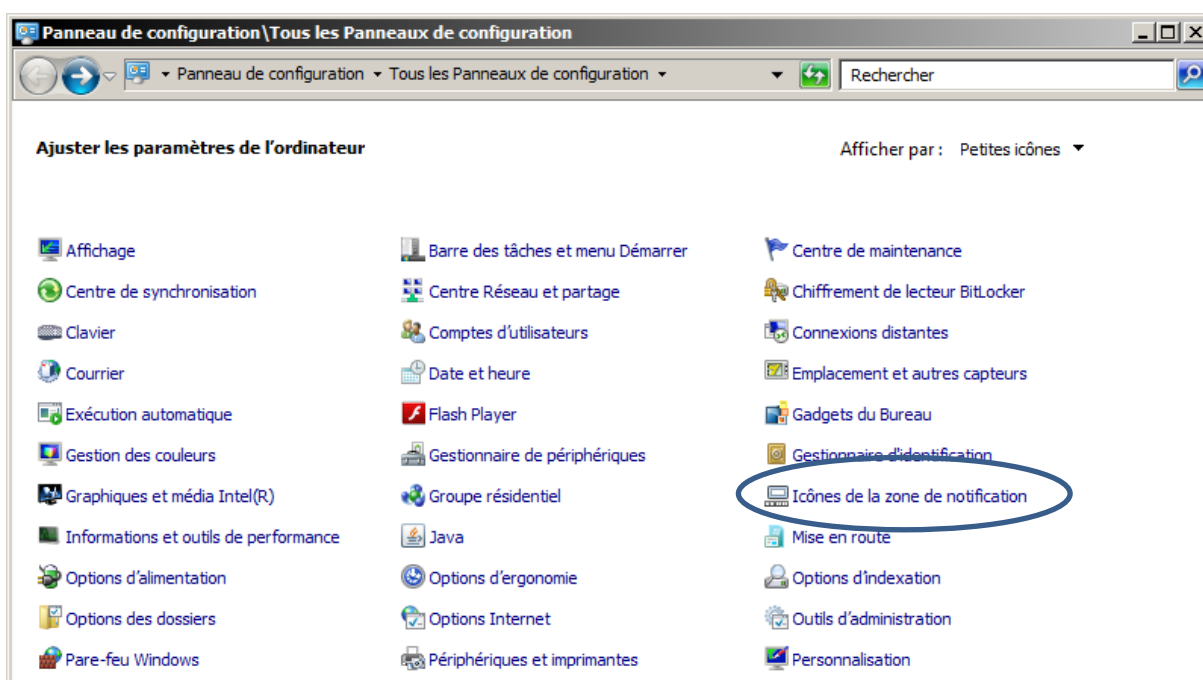 Panneau de configuration\Tous les Panneaux de configuration
Panneau de configuration Tous les Panneaux de configuration Rechercher
Ajuster les paramètres de l'ordinateur Afficher par : Petites icônes
Affichage Barre des tâches et menu Démarrer Centre de maintenance
Centre de synchronisation Centre Réseau et partage Chiffrement de lecteur BitLocker
Clavier Comptes d'utilisateurs Connexions distantes
Courrier Date et heure Emplacement et autres capteurs
Exécution automatique Flash Player Gadgets du Bureau
Gestion des couleurs Gestionnaire de périphériques Gestionnaire d'identification
Graphiques et média Intel(R) Groupe résidentiel Icônes de la zone de notification
Informations et outils de performance Java Mise en route
Options d'alimentation Options d'ergonomie Options d'indexation
Options des dossiers Options Internet Outils d'administration
Pare-feu Windows Périphériques et imprimantes Personnalisation